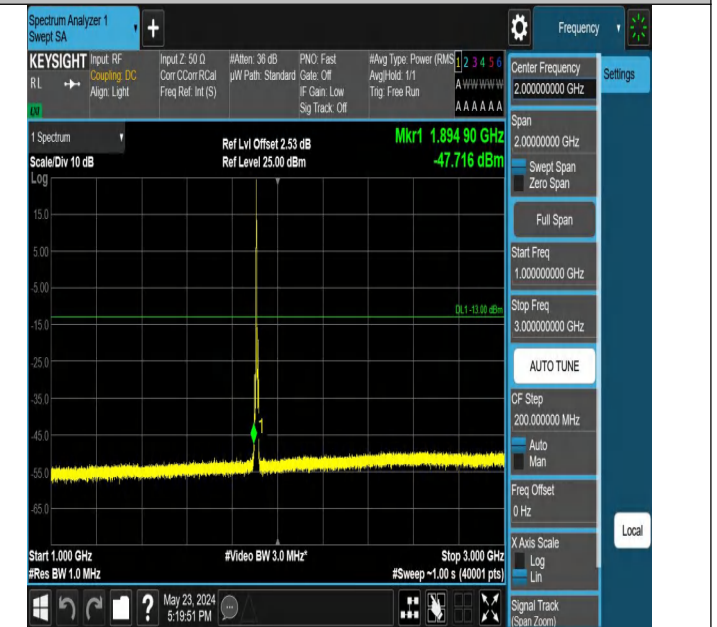 Spectrum Analyzer 1
Swept SA
+
Frequency
KEYSIGHT
RL
Input: RF
Coupling: DC
Align: Light
Input Z: 50 Ω
Corr CCorr RCal
Freq Ref: Int (S)
#Atten: 36 dB
µW Path: Standard
PNO: Fast
Gate: Off
IF Gain: Low
Sig Track: Off
#Avg Type: Power (RMS
Avg|Hold: 1/1
Trig: Free Run
1 2 3 4 5 6
A W W W W W
A A A A A A
1 Spectrum
Scale/Div 10 dB
Log
Ref Lvl Offset 2.53 dB
Ref Level 25.00 dBm
Mkr1 1.894 90 GHz
-47.716 dBm
15.0
5.00
-5.00
DL1 -13.00 dBm
-15.0
-25.0
-35.0
1
-45.0
-55.0
-65.0
Start 1.000 GHz
#Video BW 3.0 MHz*
Stop 3.000 GHz
#Res BW 1.0 MHz
#Sweep ~1.00 s (40001 pts)
?
May 23, 2024
5:19:51 PM
Center Frequency
2.000000000 GHz
Settings
Span
2.00000000 GHz
Swept Span
Zero Span
Full Span
Start Freq
1.000000000 GHz
Stop Freq
3.000000000 GHz
AUTO TUNE
CF Step
200.000000 MHz
Auto
Man
Freq Offset
0 Hz
Local
X Axis Scale
Log
Lin
Signal Track
(Span Zoom)